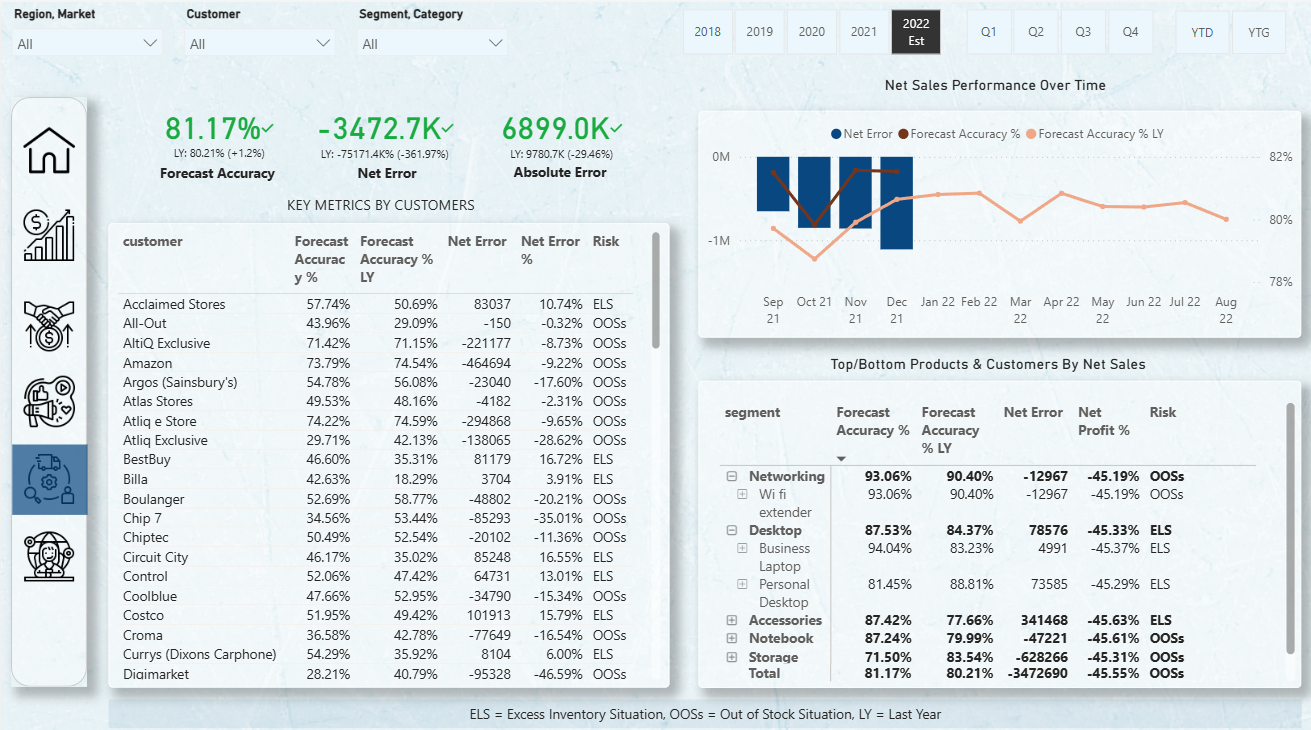 Region, Market
Customer
Segment, Category
All
All
All
2018
2019
2020
2021
2022
Est
Q1
Q2
Q3
Q4
YTD
YTG
81.17%
LY: 80.21% (+1.2%)
Forecast Accuracy
-3472.7K
LY: -75171.4K% (-361.97%)
Net Error
6899.0K
LY: 9780.7K (-29.46%)
Absolute Error
KEY METRICS BY CUSTOMERS
customer Forecast Accurac y % Forecast Accuracy % LY Net Error Net Error % Risk
Acclaimed Stores 57.74% 50.69% 83037 10.74% ELS
All-Out 43.96% 29.09% -150 -0.32% OOSs
AltiQ Exclusive 71.42% 71.15% -221177 -8.73% OOSs
Amazon 73.79% 74.54% -464694 -9.22% OOSs
Argos (Sainsbury's) 54.78% 56.08% -23040 -17.60% OOSs
Atlas Stores 49.53% 48.16% -4182 -2.31% OOSs
Atliq e Store 74.22% 74.59% -294868 -9.65% OOSs
Atliq Exclusive 29.71% 42.13% -138065 -28.62% OOSs
BestBuy 46.60% 35.31% 81179 16.72% ELS
Billa 42.63% 18.29% 3704 3.91% ELS
Boulanger 52.69% 58.77% -48802 -20.21% OOSs
Chip 7 34.56% 53.44% -85293 -35.01% OOSs
Chiptec 50.49% 52.54% -20102 -11.36% OOSs
Circuit City 46.17% 35.02% 85248 16.55% ELS
Control 52.06% 47.42% 64731 13.01% ELS
Coolblue 47.66% 52.95% -34790 -15.34% OOSs
Costco 51.95% 49.42% 101913 15.79% ELS
Croma 36.58% 42.78% -77649 -16.54% OOSs
Currys (Dixons Carphone) 54.29% 35.92% 8104 6.00% ELS
Digimarket 28.21% 40.79% -95328 -46.59% OOSs
Net Sales Performance Over Time
Net Error Forecast Accuracy % Forecast Accuracy % LY
0M
-1M
82%
80%
78%
Sep 21 Oct 21 Nov 21 Dec 21 Jan 22 Feb 22 Mar 22 Apr 22 May 22 Jun 22 Jul 22 Aug 22
Top/Bottom Products & Customers By Net Sales
segment Forecast Accuracy % Forecast Accuracy % LY Net Error Net Profit % Risk
Networking 93.06% 90.40% -12967 -45.19% OOSs
Wi fi extender 93.06% 90.40% -12967 -45.19% OOSs
Desktop 87.53% 84.37% 78576 -45.33% ELS
Business Laptop 94.04% 83.23% 4991 -45.37% ELS
Personal Desktop 81.45% 88.81% 73585 -45.29% ELS
Accessories 87.42% 77.66% 341468 -45.63% ELS
Notebook 87.24% 79.99% -47221 -45.61% OOSs
Storage 71.50% 83.54% -628266 -45.31% OOSs
Total 81.17% 80.21% -3472690 -45.55% OOSs
ELS = Excess Inventory Situation, OOSs = Out of Stock Situation, LY = Last Year